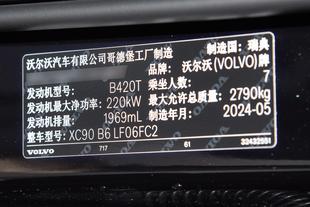 沃尔沃汽车有限公司哥德堡工厂制造 制造国：瑞典
品牌：沃尔沃(VOLVO)牌
发动机型号： B420T 乘坐人数： 7
发动机最大净功率： 220kW 最大允许总质量： 2790kg
发动机排量： 1969mL 制造年月： 2024-05
整车型号： XC90 B6 LF06FC2
VOLVO 717 61 32432551